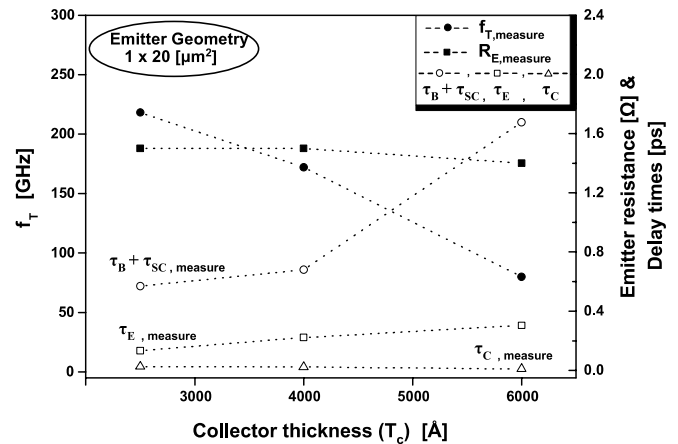 300
250
200
150
100
50
0
f_T [GHz]
Emitter Geometry
1 x 20 [µm²]
f_T,measure
R_E,measure
τ_B + τ_SC, τ_E , τ_C
2.4
2.0
1.6
1.2
0.8
0.4
0.0
Emitter resistance [Ω] &
Delay times [ps]
τ_B + τ_SC, measure
τ_E , measure
τ_C , measure
3000 4000 5000 6000
Collector thickness (T_c) [Å]